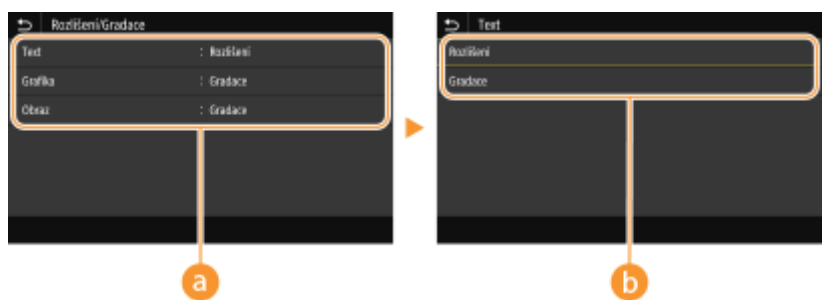 Rozlišení/Gradace
Text : Rozlišení
Grafika : Gradace
Obraz : Gradace
a
Text
Rozlišení
Gradace
b